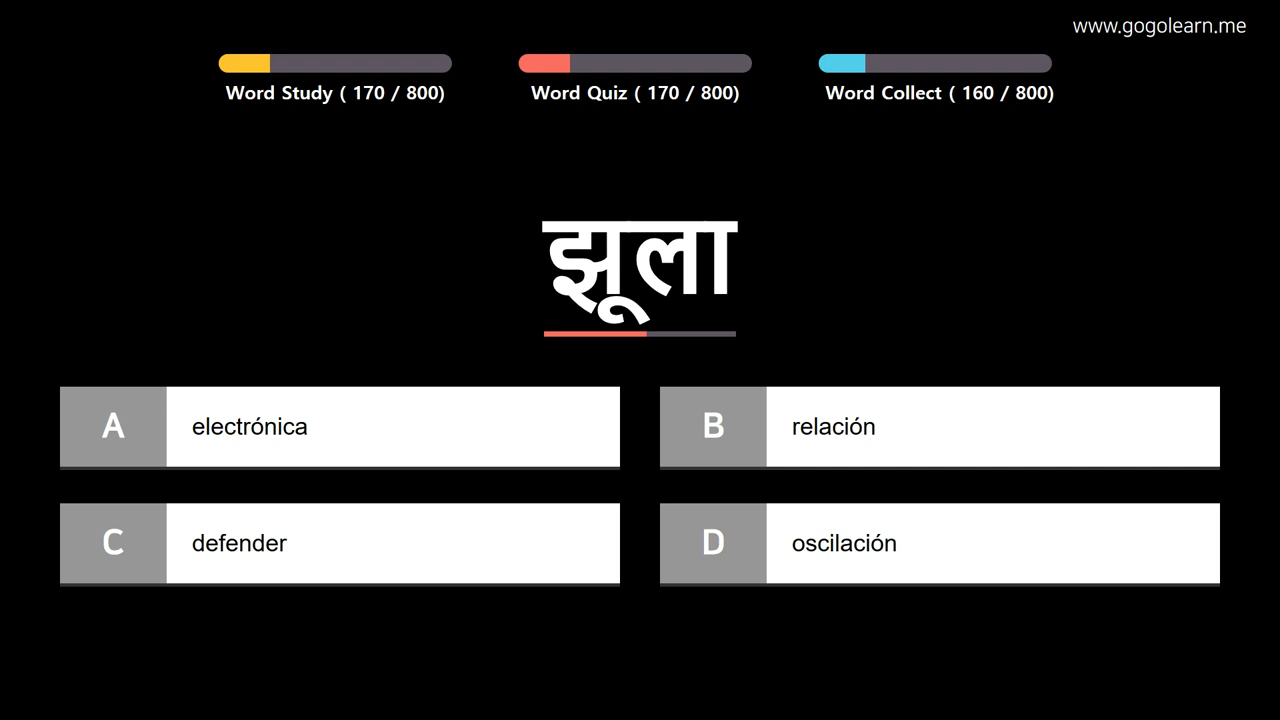 www.gogolearn.me
Word Study ( 170 / 800)
Word Quiz ( 170 / 800)
Word Collect ( 160 / 800)
झूला
A electrónica
B relación
C defender
D oscilación